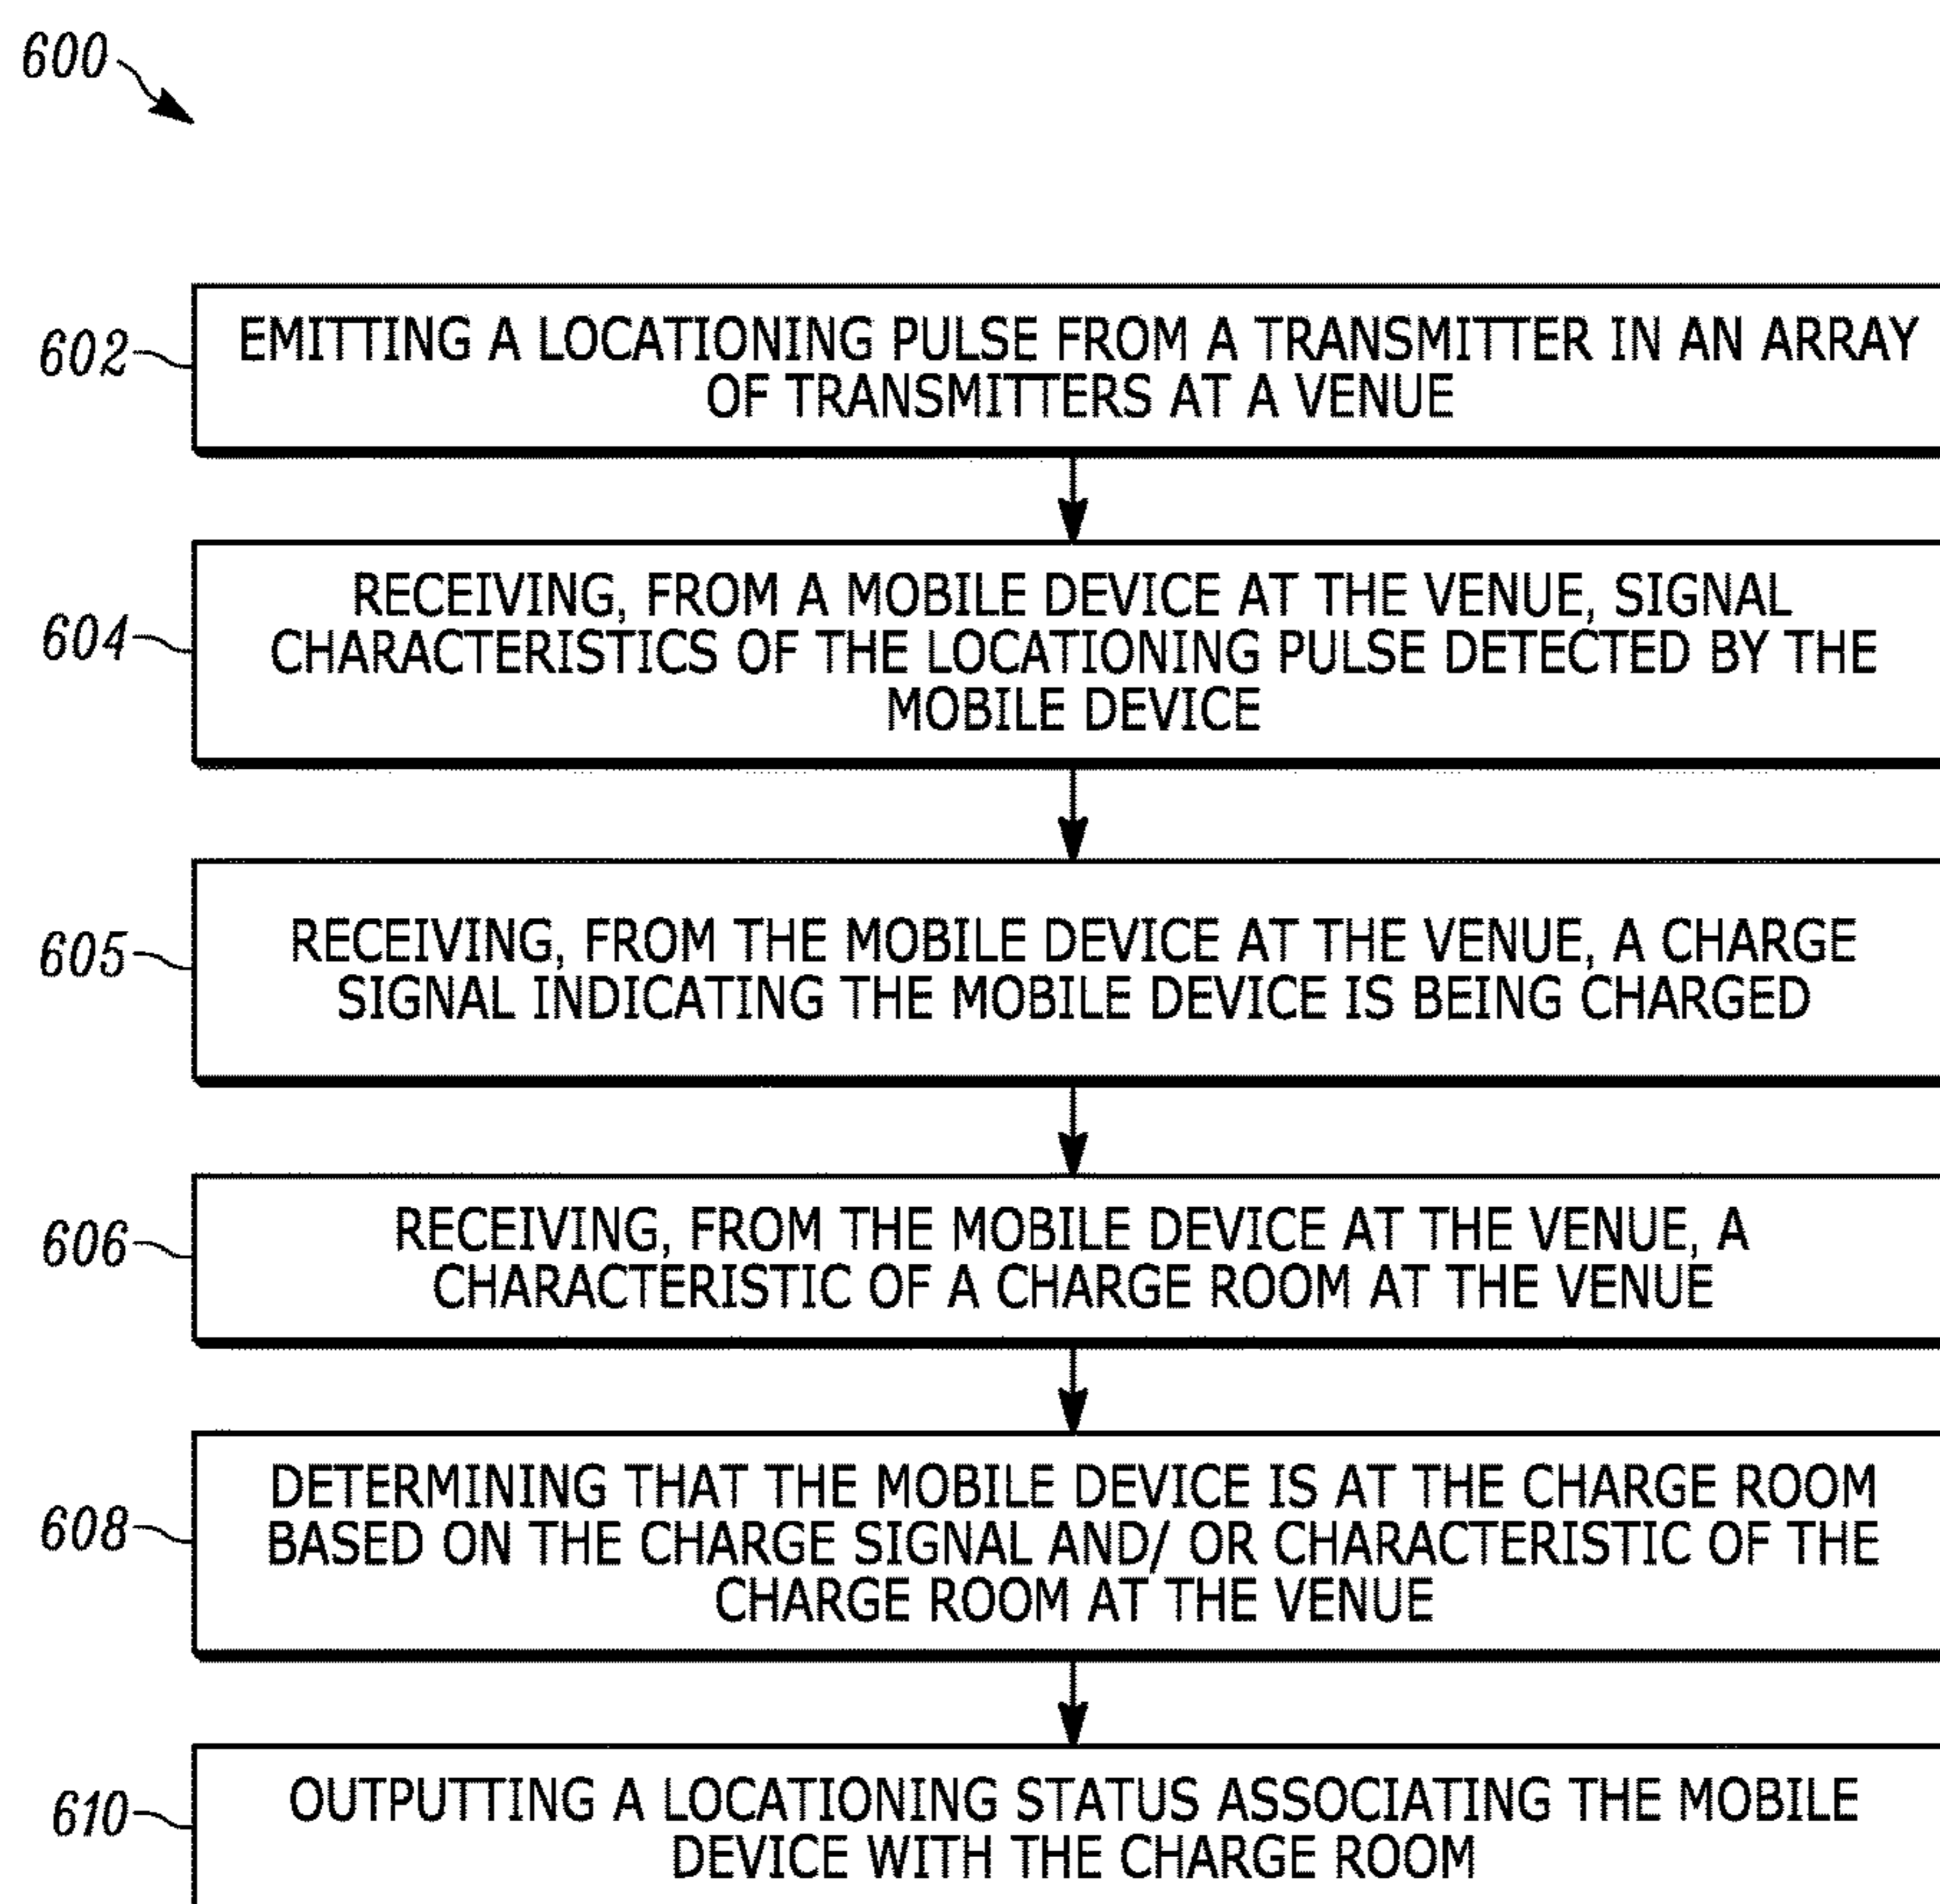 600
602
EMITTING A LOCATIONING PULSE FROM A TRANSMITTER IN AN ARRAY
OF TRANSMITTERS AT A VENUE
604
RECEIVING, FROM A MOBILE DEVICE AT THE VENUE, SIGNAL
CHARACTERISTICS OF THE LOCATIONING PULSE DETECTED BY THE
MOBILE DEVICE
605
RECEIVING, FROM THE MOBILE DEVICE AT THE VENUE, A CHARGE
SIGNAL INDICATING THE MOBILE DEVICE IS BEING CHARGED
606
RECEIVING, FROM THE MOBILE DEVICE AT THE VENUE, A
CHARACTERISTIC OF A CHARGE ROOM AT THE VENUE
608
DETERMINING THAT THE MOBILE DEVICE IS AT THE CHARGE ROOM
BASED ON THE CHARGE SIGNAL AND/ OR CHARACTERISTIC OF THE
CHARGE ROOM AT THE VENUE
610
OUTPUTTING A LOCATIONING STATUS ASSOCIATING THE MOBILE
DEVICE WITH THE CHARGE ROOM